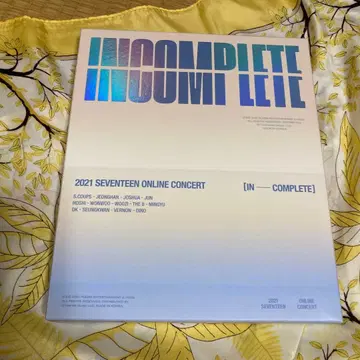 INCOMPLETE
INCOMPLETE
2021 SEVENTEEN ONLINE CONCERT [IN — COMPLETE]
S.COUPS · JEONGHAN · JOSHUA · JUN
HOSHI · WONWOO · WOOZI · THE 8 · MINGYU
DK · SEUNGKWAN · VERNON · DINO
2021 ONLINE
SEVENTEEN CONCERT